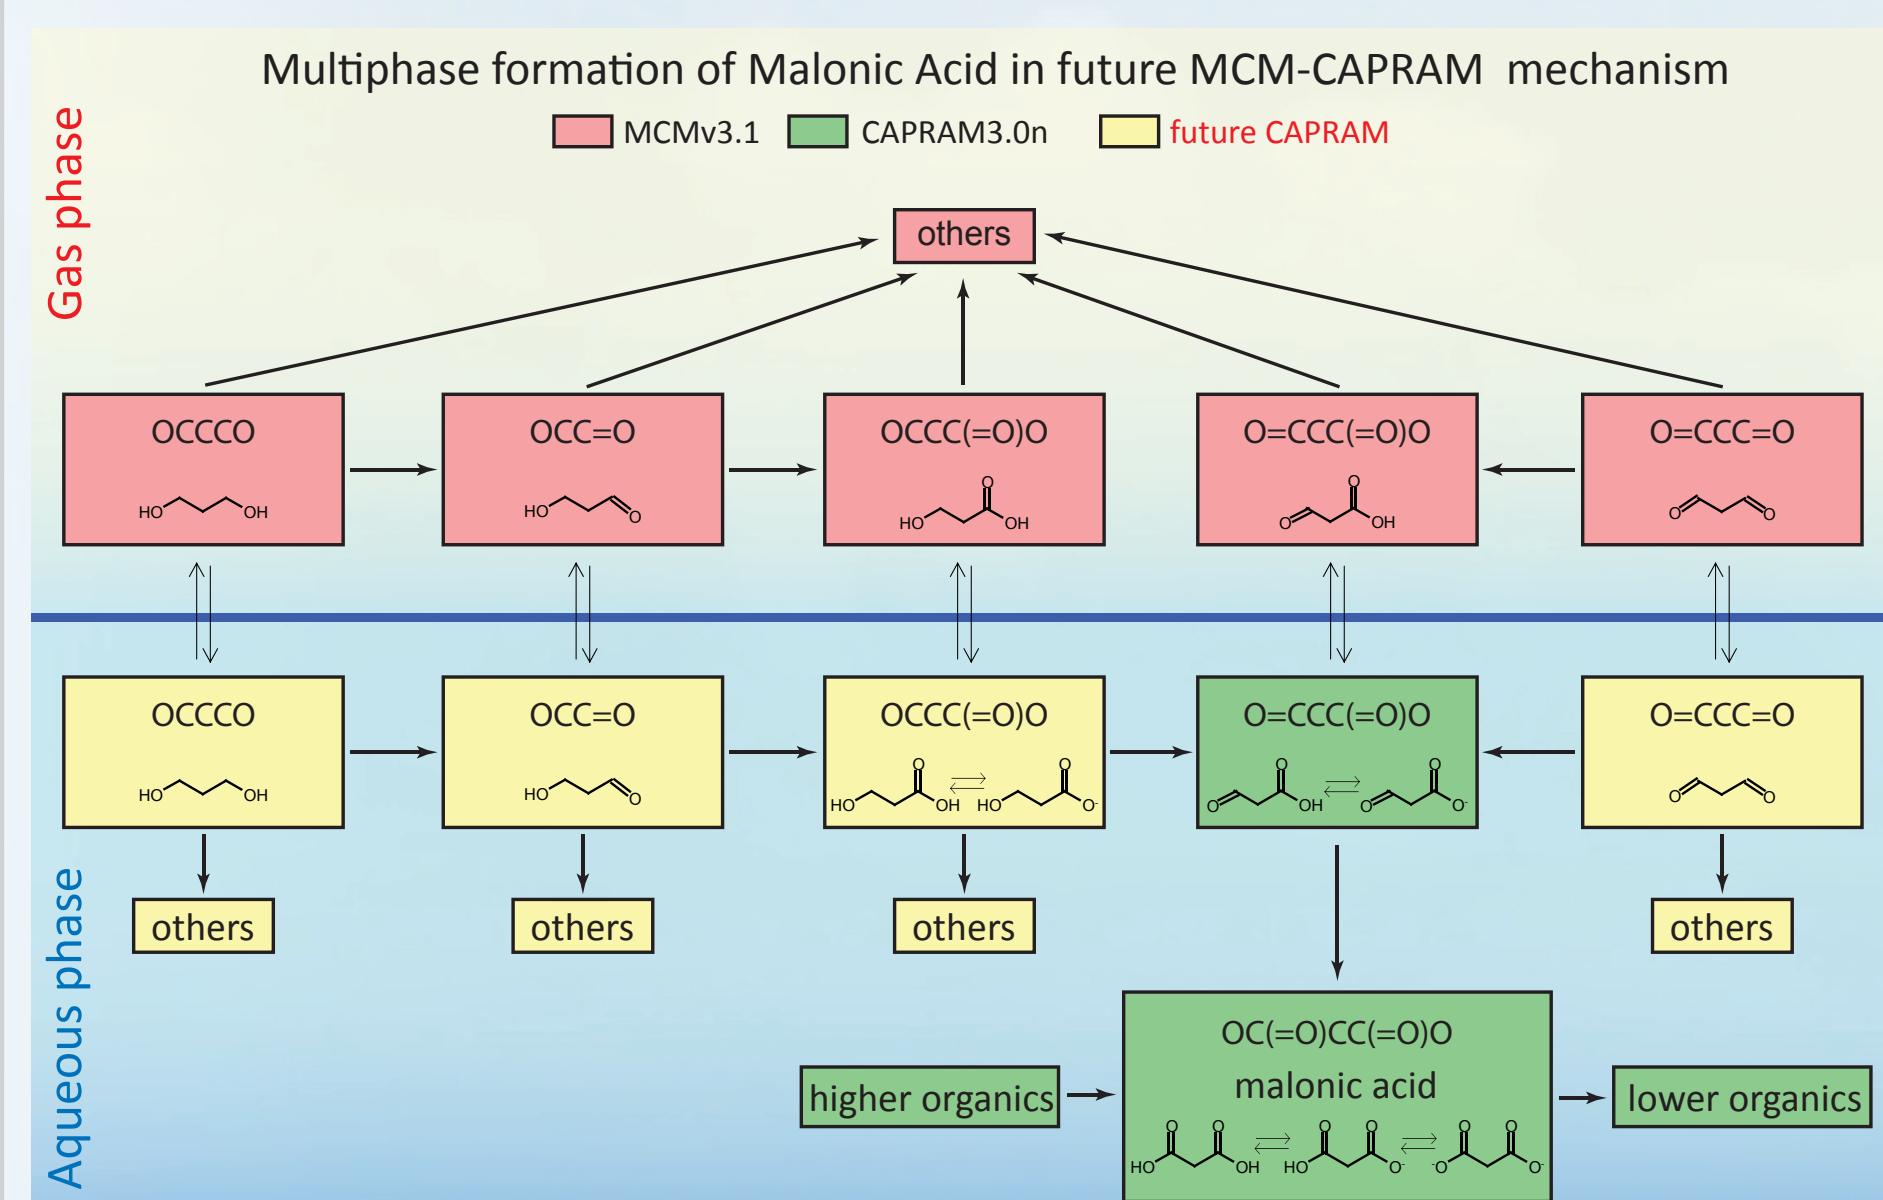 Multiphase formation of Malonic Acid in future MCM-CAPRAM mechanism
MCMv3.1 CAPRAM3.0n future CAPRAM
Gas phase
others
OCCCO OCC=O OCCC(=O)O O=CCC(=O)O O=CCC=O
HO OH
HO O
HO O OH
O O OH
O O
Aqueous phase
OCCCO OCC=O OCCC(=O)O O=CCC(=O)O O=CCC=O
HO OH
HO O
HO O OH HO O O-
O O OH O O O-
O O
others others others others
higher organics
OC(=O)CC(=O)O
malonic acid
HO O O OH HO O O O- -O O O O-
lower organics